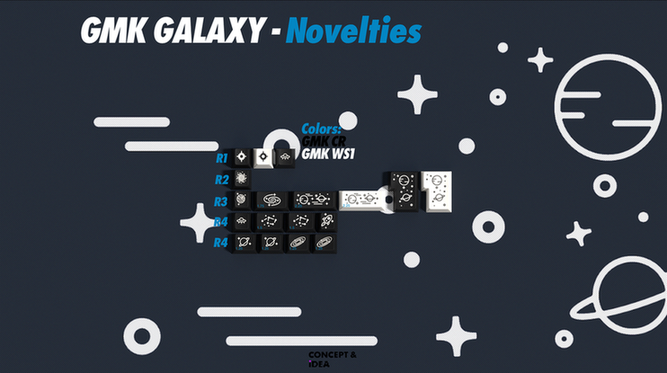 GMK GALAXY - Novelties
Colors:
GMK CR
GMK WS1
R1
R2
R3
R4
R4
CONCEPT &
IDEA